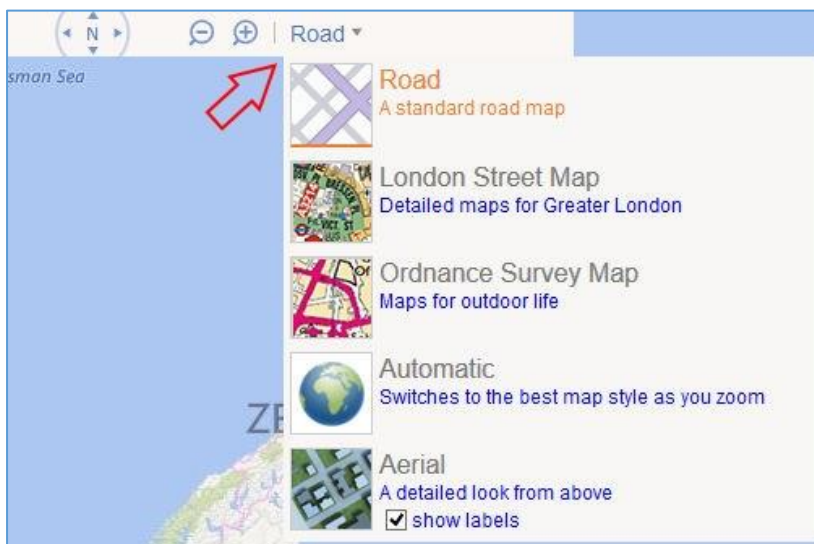 N
Road
sman Sea
Road
A standard road map
London Street Map
Detailed maps for Greater London
Ordnance Survey Map
Maps for outdoor life
Automatic
Switches to the best map style as you zoom
ZE
Aerial
A detailed look from above
show labels